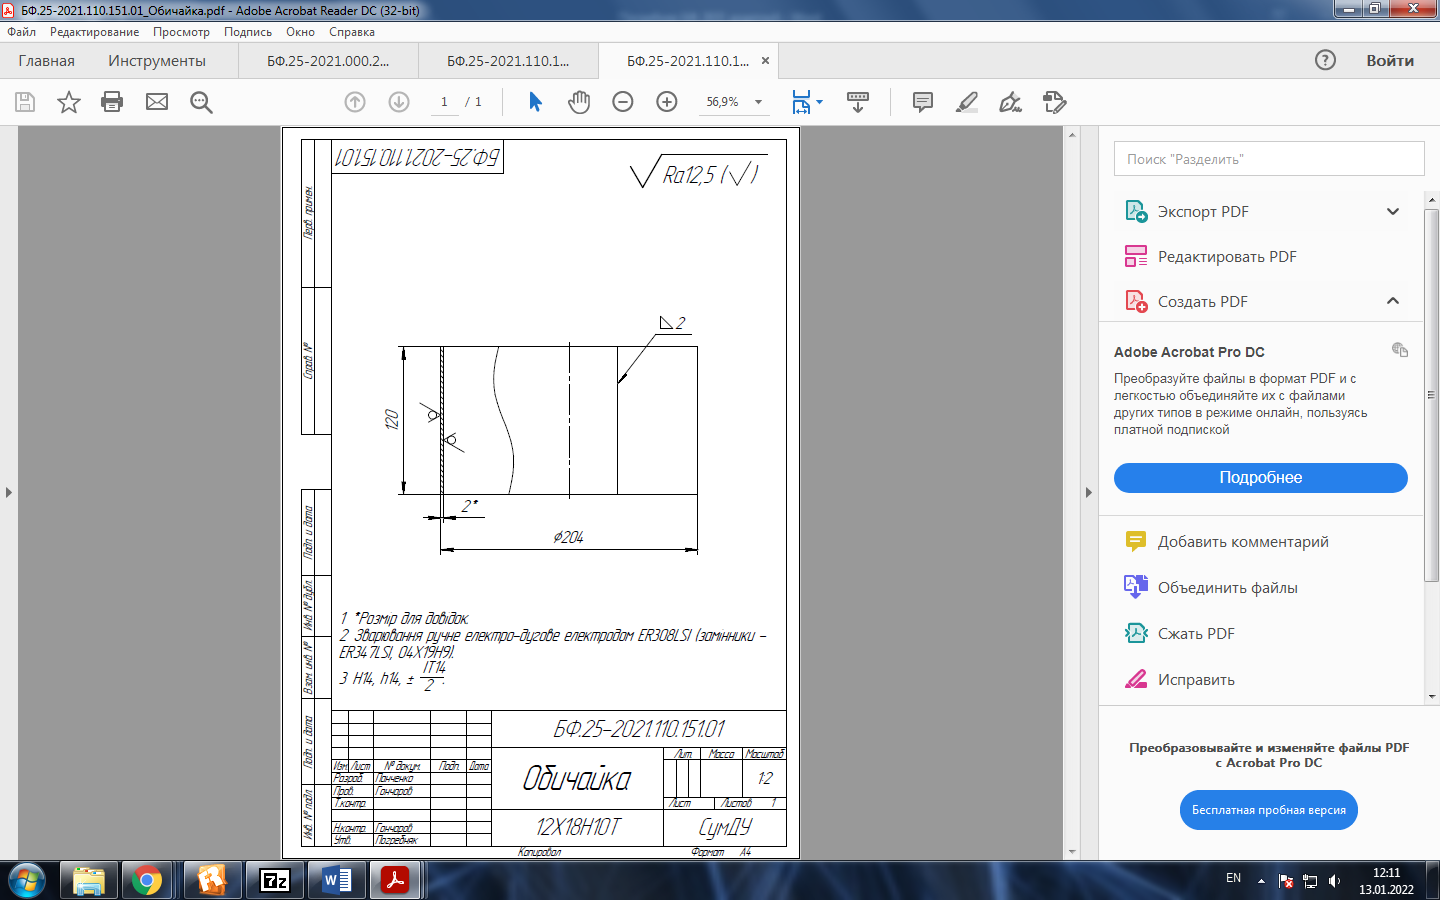 БФ.25-2021.110.151.01_Обичайка.pdf - Adobe Acrobat Reader DC (32-bit)
Файл Редактирование Просмотр Подпись Окно Справка
Главная Инструменты БФ.25-2021.000.2... БФ.25-2021.110.1... БФ.25-2021.110.1... × ? Войти
1 / 1 56,9%
БФ.25-2021.110.151.01
Ra12,5 (√)
Перв. примен.
Справ. №
Подп. и дата
Инв. № дубл.
Взам. инв. №
Подп. и дата
Инв. № подл.
2
120
2*
⌀204
1 *Розмір для довідок.
2 Зварювання ручне електро-дугове електродом ER308LSI (замінники –
ER347LSI, 04Х19Н9).
3 H14, h14, ± IT14/2.
БФ.25-2021.110.151.01
Изм. Лист № докум. Подп. Дата
Разраб. Панченко
Пров. Гончаров
Т.контр.
Н.контр. Гончаров
Утв. Погребняк
Обичайка
Лит. Масса Масштаб
1:2
Лист Листов 1
12Х18Н10Т
СумДУ
Копировал Формат А4
Поиск "Разделить"
Экспорт PDF
Редактировать PDF
Создать PDF
Adobe Acrobat Pro DC
Преобразуйте файлы в формат PDF и с
легкостью объединяйте их с файлами
других типов в режиме онлайн, пользуясь
платной подпиской
Подробнее
Добавить комментарий
Объединить файлы
Сжать PDF
Исправить
Преобразовывайте и изменяйте файлы PDF
с Acrobat Pro DC
Бесплатная пробная версия
7z
EN
12:11
13.01.2022